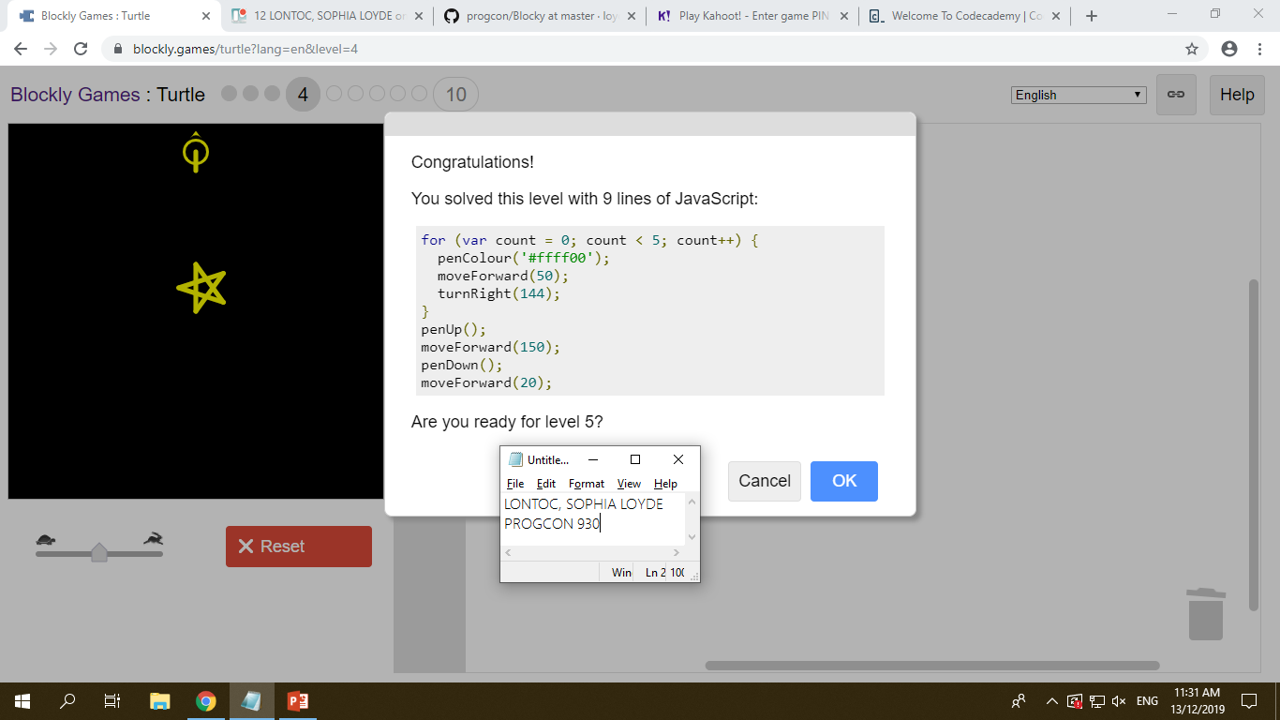 Blockly Games : Turtle
12 LONTOC, SOPHIA LOYDE on
progcon/Blocky at master · loy
K! Play Kahoot! - Enter game PIN
Welcome To Codecademy | Co
blockly.games/turtle?lang=en&level=4
Blockly Games : Turtle
4
10
English
Help
Congratulations!
You solved this level with 9 lines of JavaScript:
for (var count = 0; count < 5; count++) {
  penColour('#ffff00');
  moveForward(50);
  turnRight(144);
}
penUp();
moveForward(150);
penDown();
moveForward(20);
Are you ready for level 5?
Cancel
OK
Untitle...
File Edit Format View Help
LONTOC, SOPHIA LOYDE
PROGCON 930
Win Ln 2 100
Reset
ENG
11:31 AM
13/12/2019